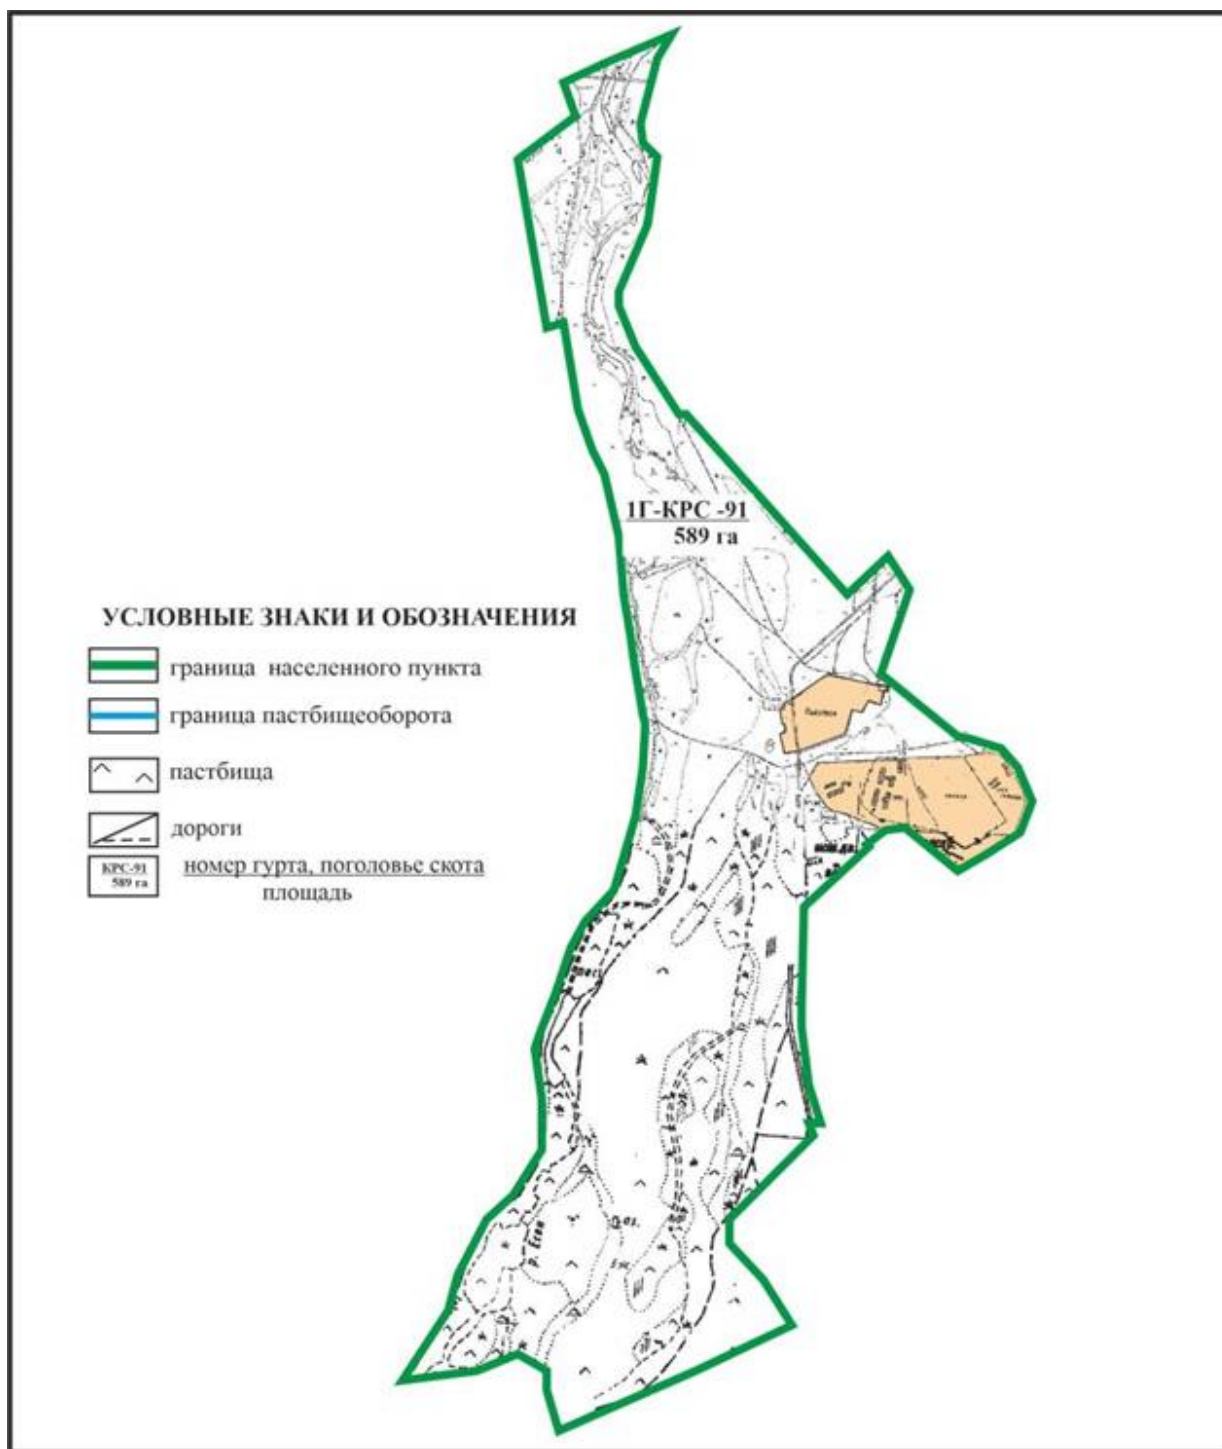 1Г-КРС -91
589 га
УСЛОВНЫЕ ЗНАКИ И ОБОЗНАЧЕНИЯ
граница населенного пункта
граница пастбищеоборота
пастбища
дороги
КРС-91
589 га
номер гурта, поголовье скота
площадь
р. Есил